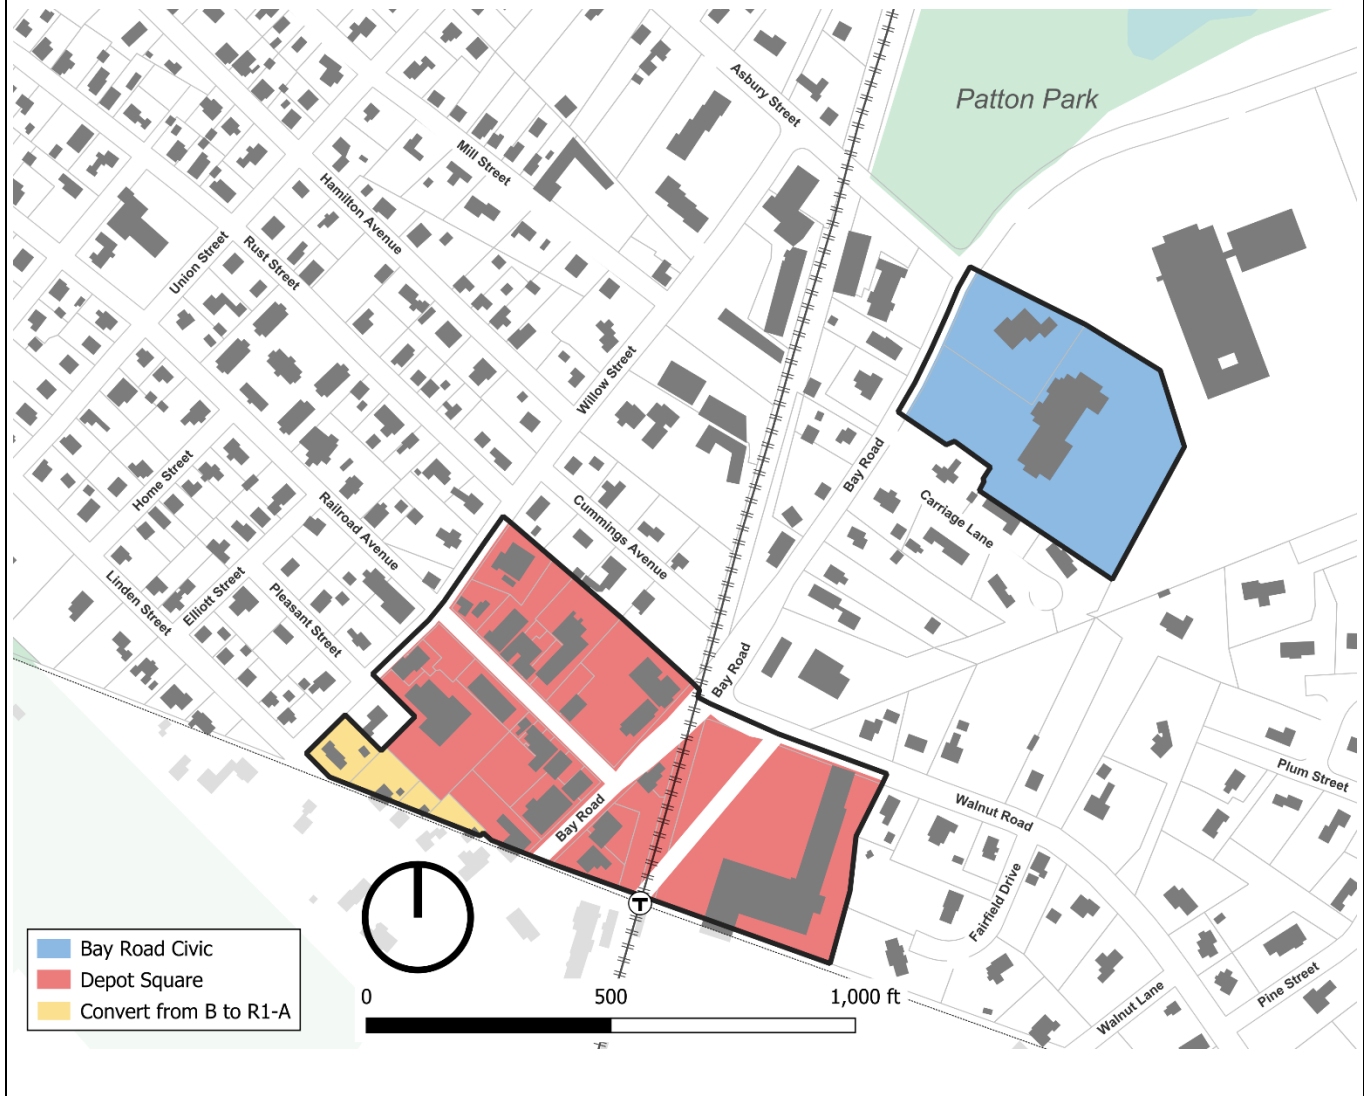 Asbury Street
Patton Park
Mill Street
Hamilton Avenue
Union Street
Rust Street
Willow Street
Bay Road
Home Street
Railroad Avenue
Cummings Avenue
Carriage Lane
Linden Street
Elliott Street
Pleasant Street
Bay Road
Plum Street
Walnut Road
Bay Road
Fairfield Drive
T
Pine Street
Walnut Lane
Bay Road Civic
Depot Square
Convert from B to R1-A
0 500 1,000 ft